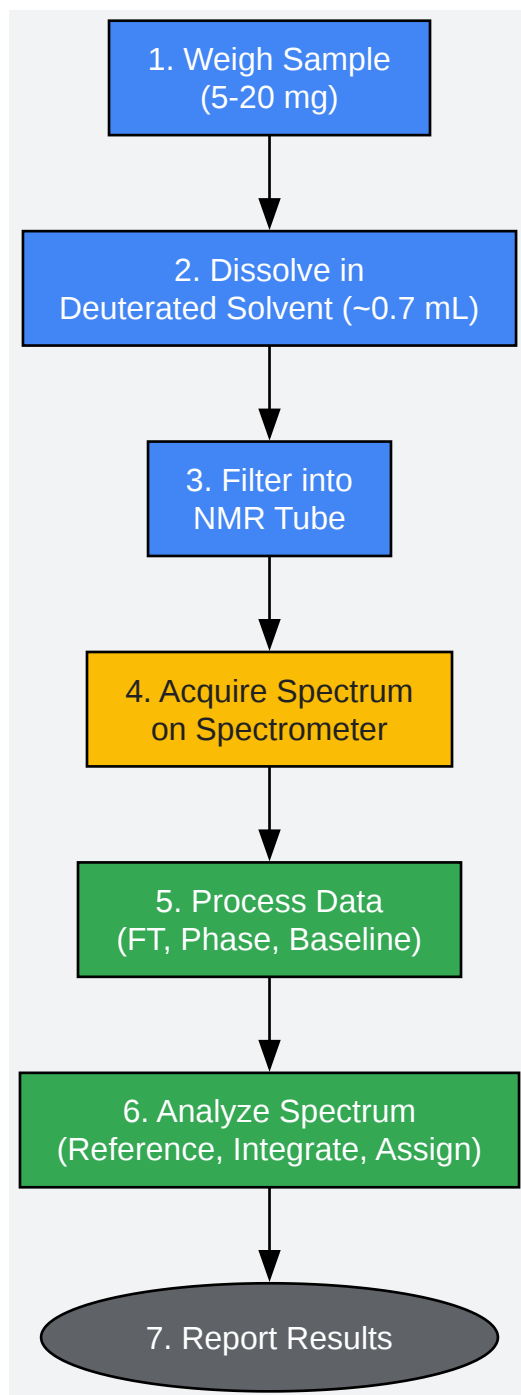 1. Weigh Sample
(5-20 mg)
2. Dissolve in
Deuterated Solvent (~0.7 mL)
3. Filter into
NMR Tube
4. Acquire Spectrum
on Spectrometer
5. Process Data
(FT, Phase, Baseline)
6. Analyze Spectrum
(Reference, Integrate, Assign)
7. Report Results